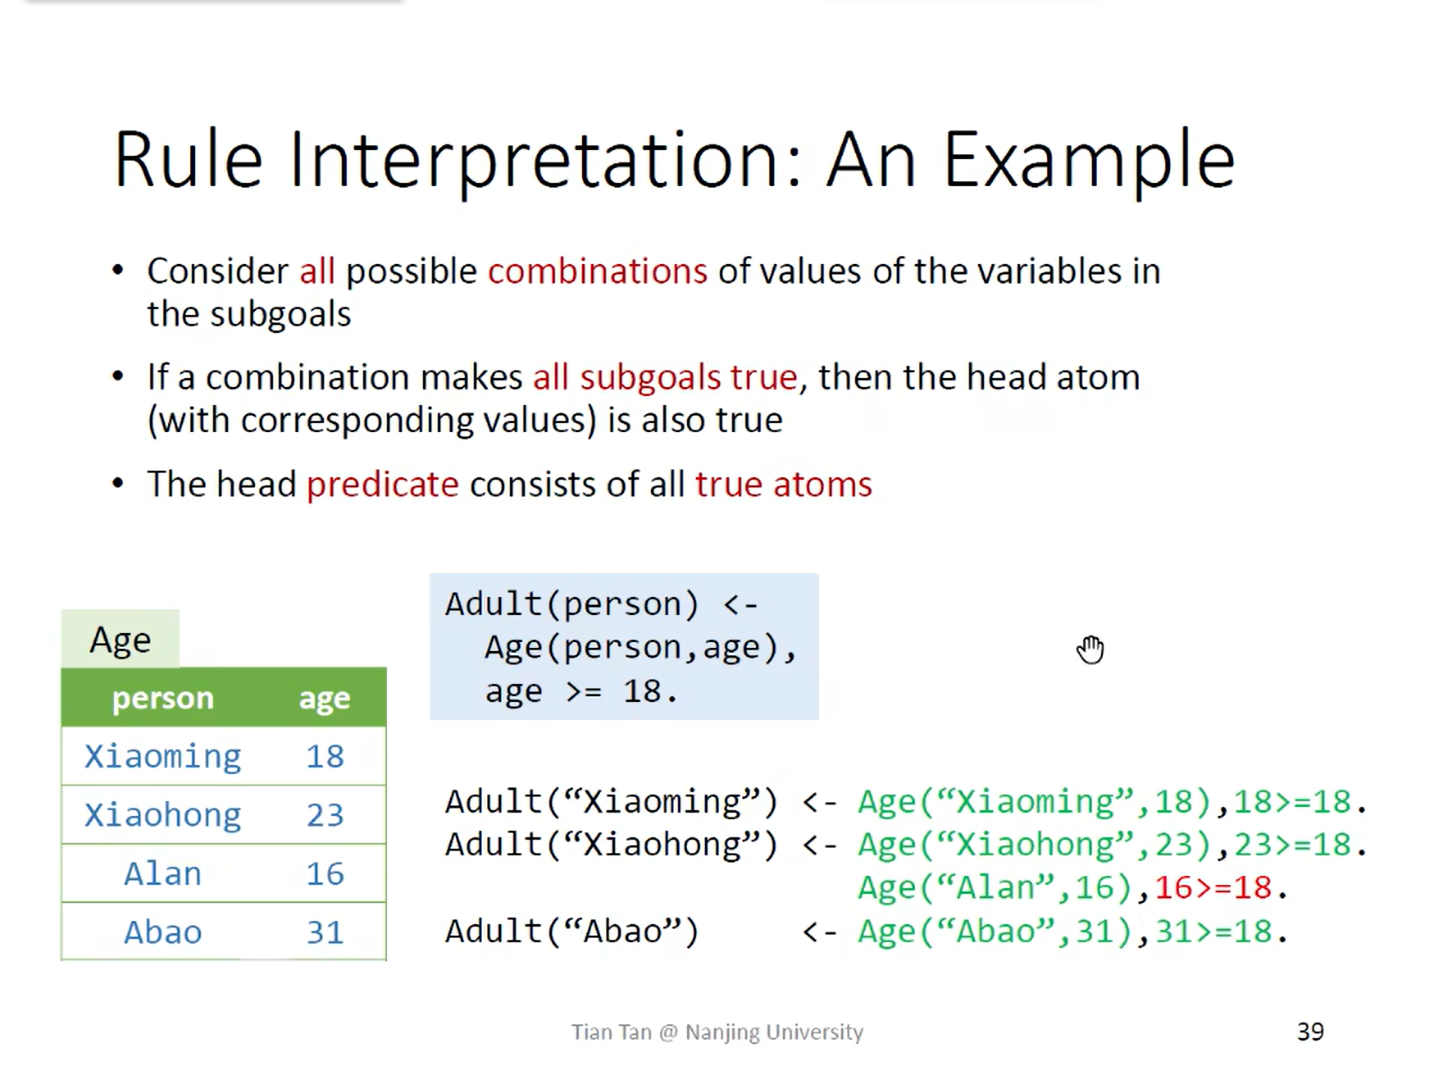 Rule Interpretation: An Example
• Consider all possible combinations of values of the variables in
the subgoals
• If a combination makes all subgoals true, then the head atom
(with corresponding values) is also true
• The head predicate consists of all true atoms
Age
person age
Xiaoming 18
Xiaohong 23
Alan 16
Abao 31
Adult(person) <-
Age(person,age),
age >= 18.
Adult(“Xiaoming”) <- Age(“Xiaoming”,18),18>=18.
Adult(“Xiaohong”) <- Age(“Xiaohong”,23),23>=18.
Age(“Alan”,16),16>=18.
Adult(“Abao”) <- Age(“Abao”,31),31>=18.
Tian Tan @ Nanjing University
39